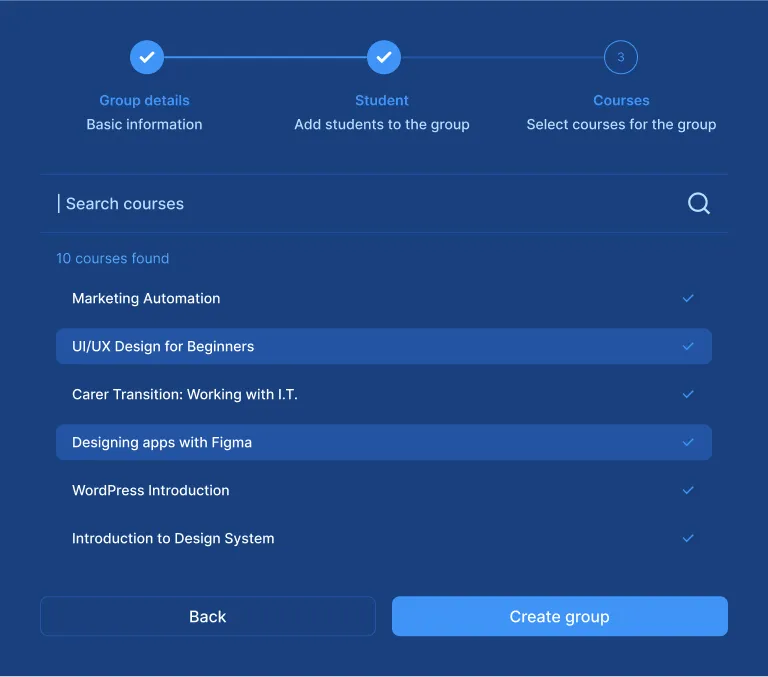 3
Group details
Student
Courses
Basic information
Add students to the group
Select courses for the group
Search courses
10 courses found
Marketing Automation
UI/UX Design for Beginners
Carer Transition: Working with I.T.
Designing apps with Figma
WordPress Introduction
Introduction to Design System
Back
Create group